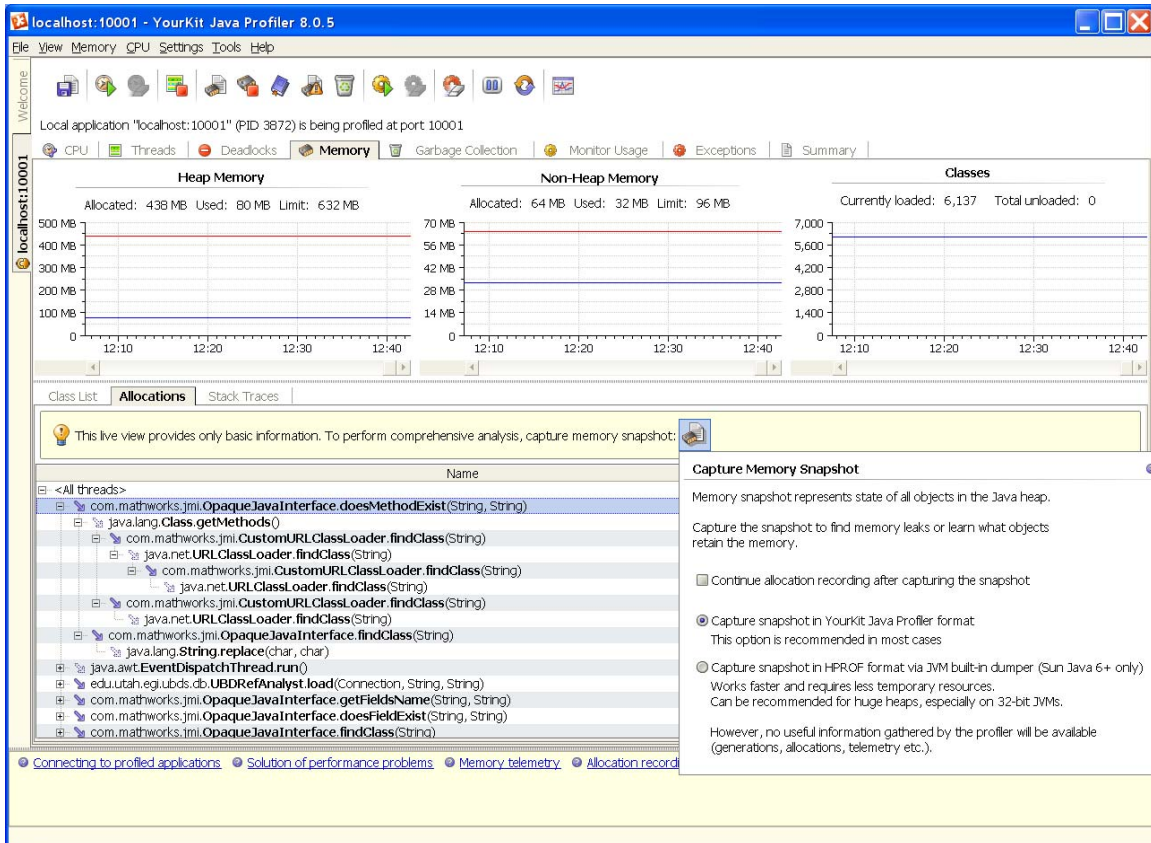 localhost:10001 - YourKit Java Profiler 8.0.5
File View Memory CPU Settings Tools Help
Welcome
localhost:10001
Local application "localhost:10001" (PID 3872) is being profiled at port 10001
CPU Threads Deadlocks Memory Garbage Collection Monitor Usage Exceptions Summary
Heap Memory
Allocated: 438 MB Used: 80 MB Limit: 632 MB
500 MB
400 MB
300 MB
200 MB
100 MB
0
12:10 12:20 12:30 12:40
Non-Heap Memory
Allocated: 64 MB Used: 32 MB Limit: 96 MB
70 MB
56 MB
42 MB
28 MB
14 MB
0
12:10 12:20 12:30 12:40
Classes
Currently loaded: 6,137 Total unloaded: 0
7,000
5,600
4,200
2,800
1,400
0
12:10 12:20 12:30 12:40
Class List Allocations Stack Traces
This live view provides only basic information. To perform comprehensive analysis, capture memory snapshot:
Name
<All threads>
com.mathworks.jmi.OpaqueJavaInterface.doesMethodExist(String, String)
java.lang.Class.getMethods()
com.mathworks.jmi.CustomURLClassLoader.findClass(String)
java.net.URLClassLoader.findClass(String)
com.mathworks.jmi.CustomURLClassLoader.findClass(String)
java.net.URLClassLoader.findClass(String)
com.mathworks.jmi.CustomURLClassLoader.findClass(String)
java.net.URLClassLoader.findClass(String)
com.mathworks.jmi.OpaqueJavaInterface.findClass(String)
java.lang.String.replace(char, char)
java.awt.EventDispatchThread.run()
edu.utah.egi.ubds.db.UBDRefAnalyst.load(Connection, String, String)
com.mathworks.jmi.OpaqueJavaInterface.getFieldsName(String, String)
com.mathworks.jmi.OpaqueJavaInterface.doesFieldExist(String, String)
com.mathworks.jmi.OpaqueJavaInterface.findClass(String)
Capture Memory Snapshot
Memory snapshot represents state of all objects in the Java heap.
Capture the snapshot to find memory leaks or learn what objects
retain the memory.
Continue allocation recording after capturing the snapshot
Capture snapshot in YourKit Java Profiler format
This option is recommended in most cases
Capture snapshot in HPROF format via JVM built-in dumper (Sun Java 6+ only)
Works faster and requires less temporary resources.
Can be recommended for huge heaps, especially on 32-bit JVMs.
However, no useful information gathered by the profiler will be available
(generations, allocations, telemetry etc.).
Connecting to profiled applications Solution of performance problems Memory telemetry Allocation recordi